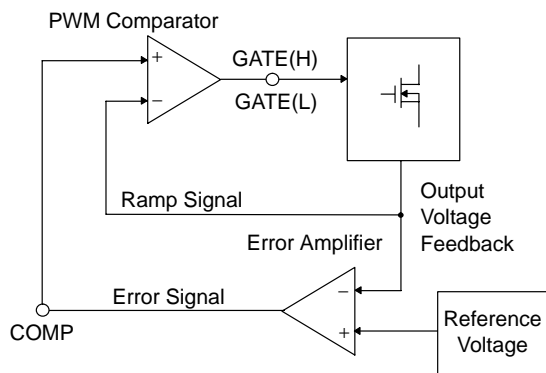 PWM Comparator
+
−
GATE(H)
GATE(L)
Ramp Signal
Output
Voltage
Feedback
Error Amplifier
−
+
Error Signal
COMP
Reference
Voltage